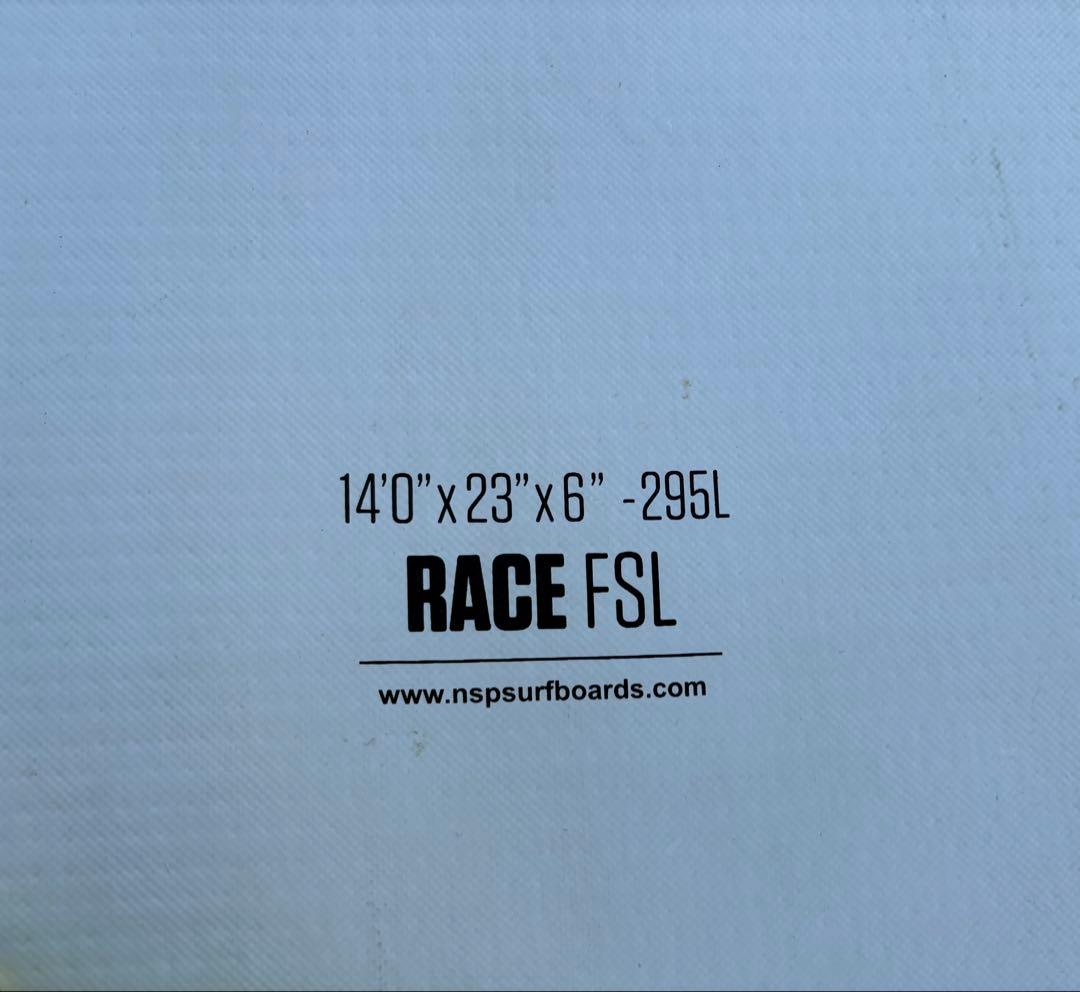 14'0”x23”x6” -295L
RACE FSL
www.nspsurfboards.com